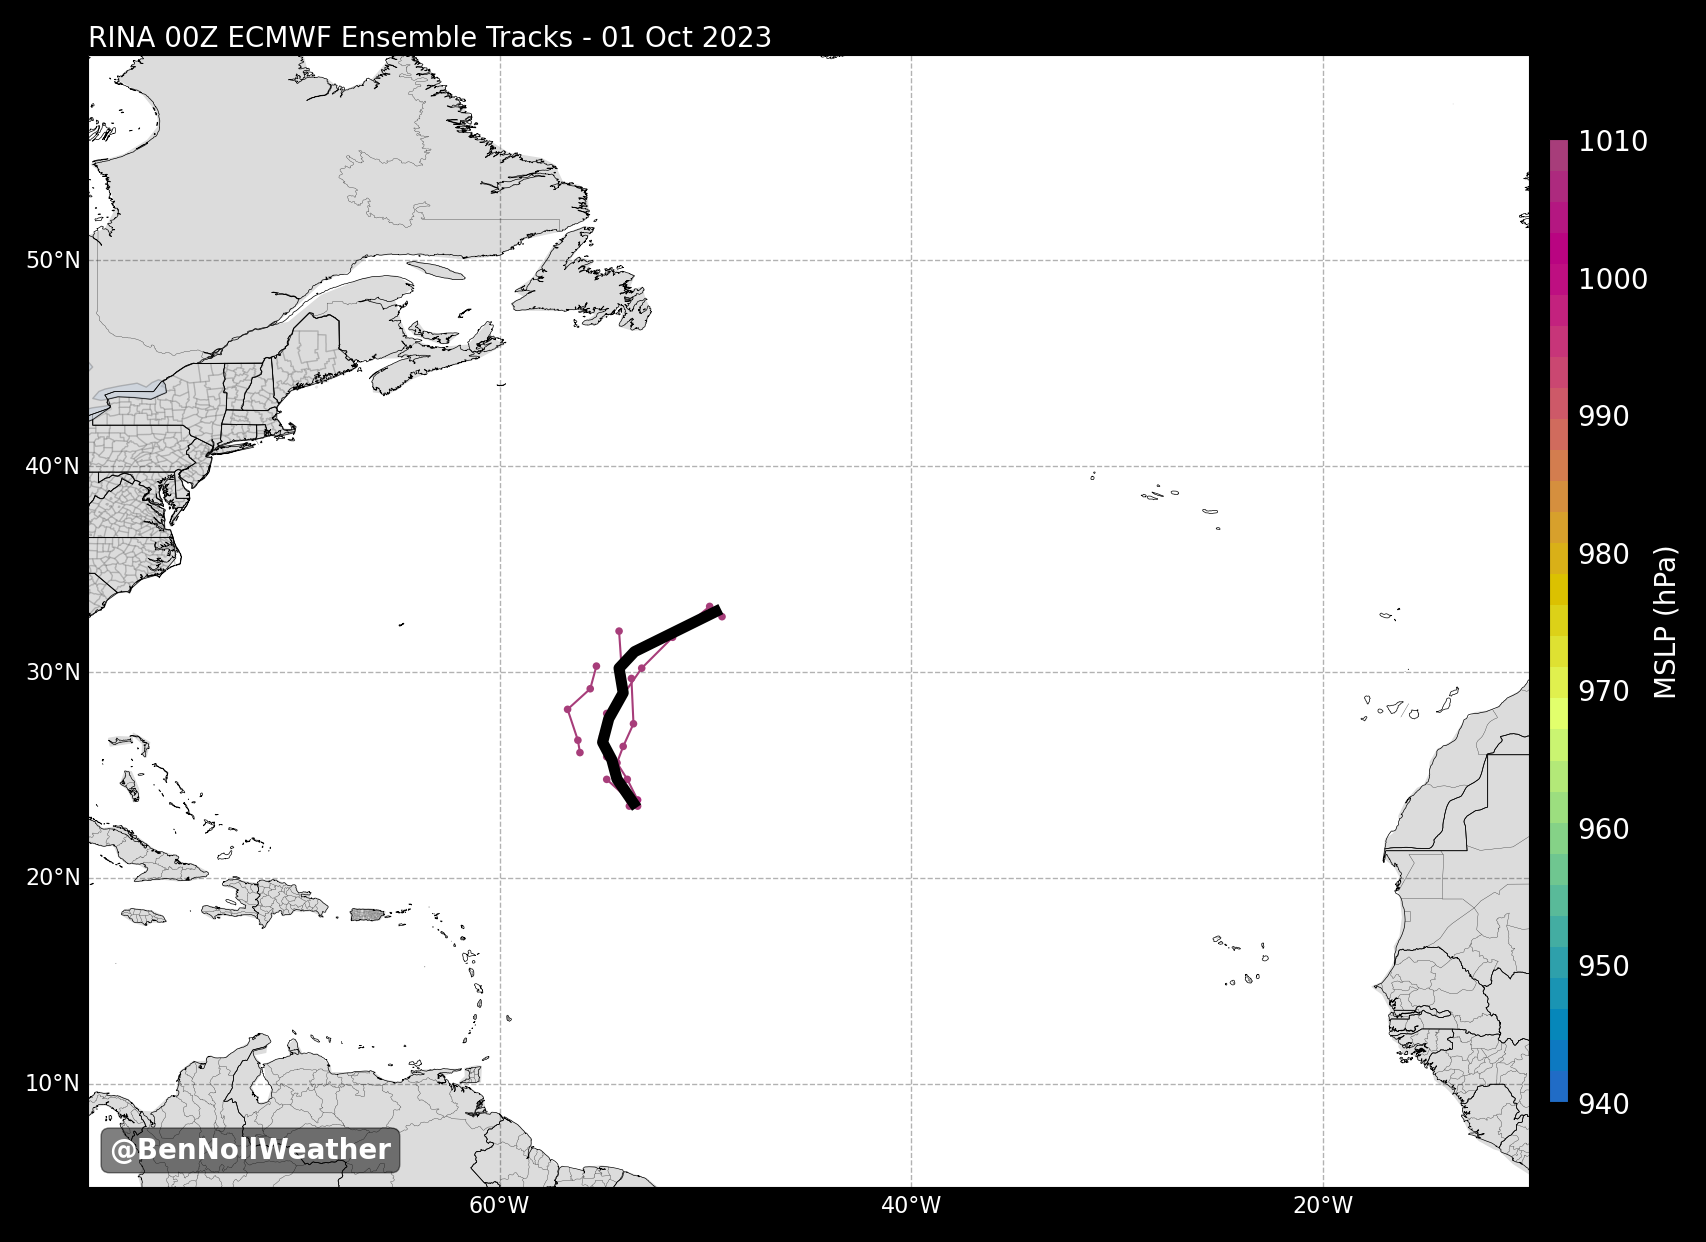 RINA 00Z ECMWF Ensemble Tracks - 01 Oct 2023
1010
50°N
1000
990
40°N
980
MSLP (hPa)
30°N
970
960
20°N
950
10°N
940
@BenNollWeather
60°W
40°W
20°W